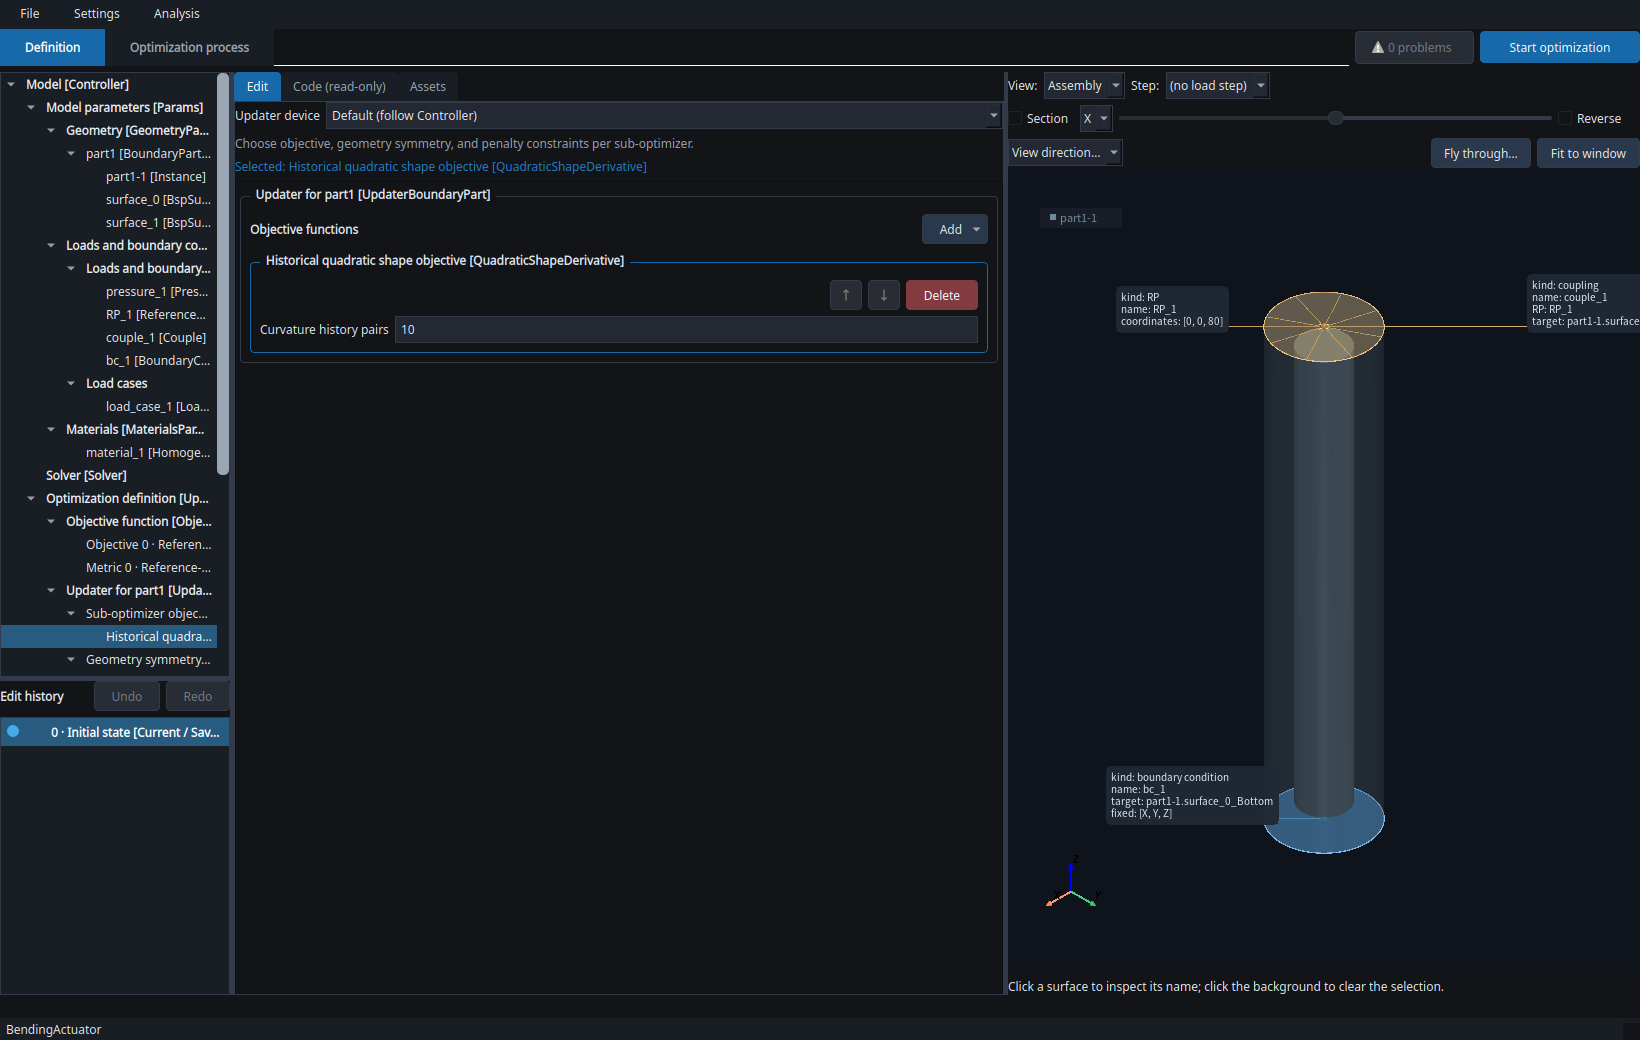 File Settings Analysis
Definition Optimization process 0 problems Start optimization
Model [Controller]
Model parameters [Params]
Geometry [GeometryPa...
part1 [BoundaryPart...
part1-1 [Instance]
surface_0 [BspSu...
surface_1 [BspSu...
Loads and boundary co...
Loads and boundary...
pressure_1 [Pres...
RP_1 [Reference...
couple_1 [Couple]
bc_1 [BoundaryC...
Load cases
load_case_1 [Loa...
Materials [MaterialsPar...
material_1 [Homoge...
Solver [Solver]
Optimization definition [Up...
Objective function [Obje...
Objective 0 · Referen...
Metric 0 · Reference-...
Updater for part1 [Upda...
Sub-optimizer objec...
Historical quadra...
Geometry symmetry...
Edit history Undo Redo
0 · Initial state [Current / Sav...
Edit Code (read-only) Assets
Updater device Default (follow Controller)
Choose objective, geometry symmetry, and penalty constraints per sub-optimizer.
Selected: Historical quadratic shape objective [QuadraticShapeDerivative]
Updater for part1 [UpdaterBoundaryPart]
Objective functions Add
Historical quadratic shape objective [QuadraticShapeDerivative]
↑ ↓ Delete
Curvature history pairs 10
View: Assembly Step: (no load step)
Section X Reverse
View direction... Fly through... Fit to window
part1-1
kind: RP
name: RP_1
coordinates: [0, 0, 80]
kind: coupling
name: couple_1
RP: RP_1
target: part1-1.surface
kind: boundary condition
name: bc_1
target: part1-1.surface_0_Bottom
fixed: [X, Y, Z]
Z
Y
Click a surface to inspect its name; click the background to clear the selection.
BendingActuator